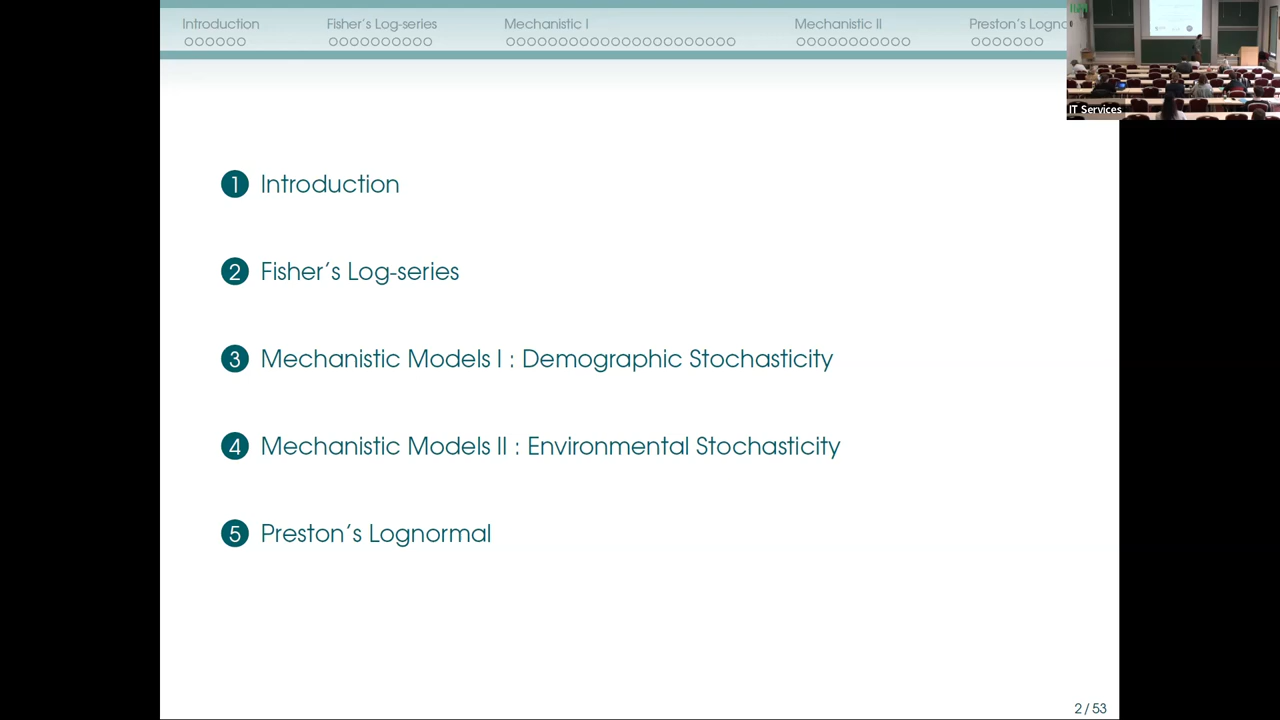 Introduction
Fisher's Log-series
Mechanistic I
Mechanistic II
Preston's Logno
IT Services
1 Introduction
2 Fisher's Log-series
3 Mechanistic Models I : Demographic Stochasticity
4 Mechanistic Models II : Environmental Stochasticity
5 Preston's Lognormal
2 / 53